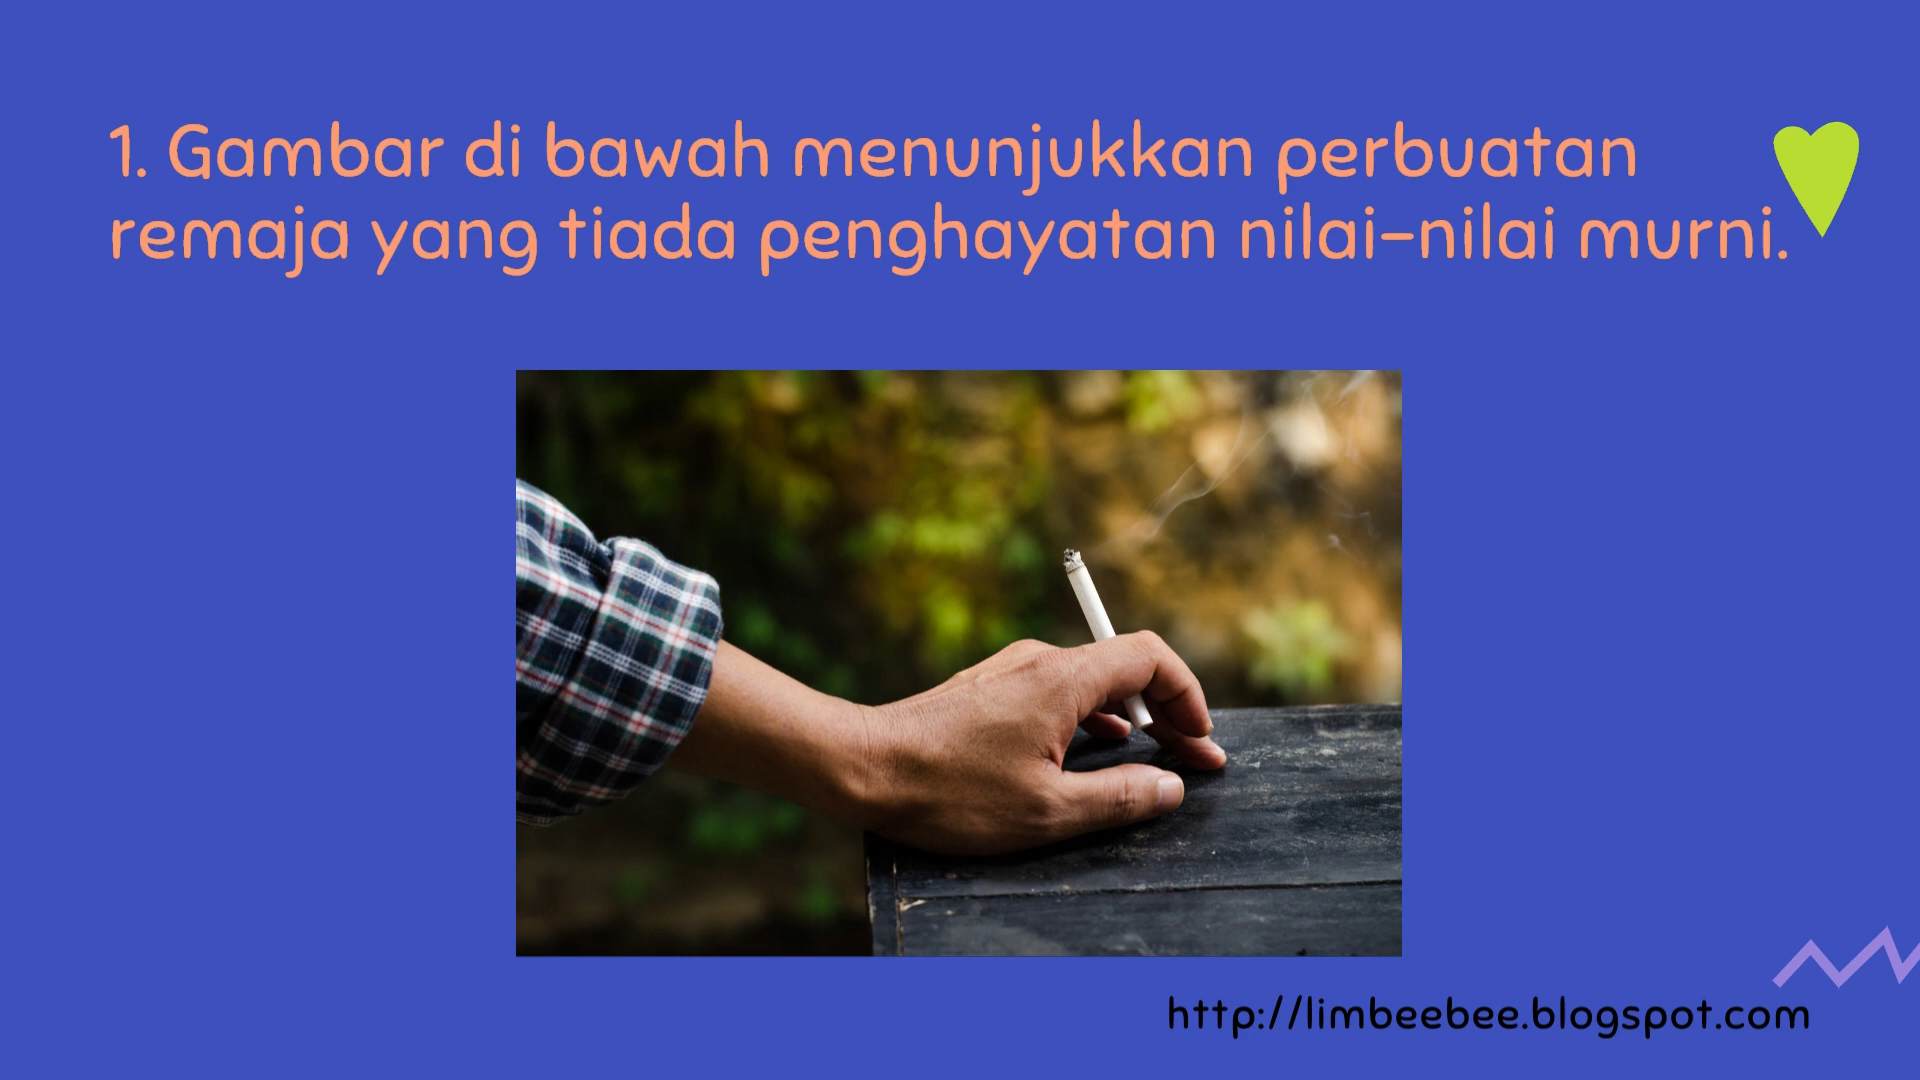 1. Gambar di bawah menunjukkan perbuatan
remaja yang tiada penghayatan nilai-nilai murni.
http://limbeebee.blogspot.com